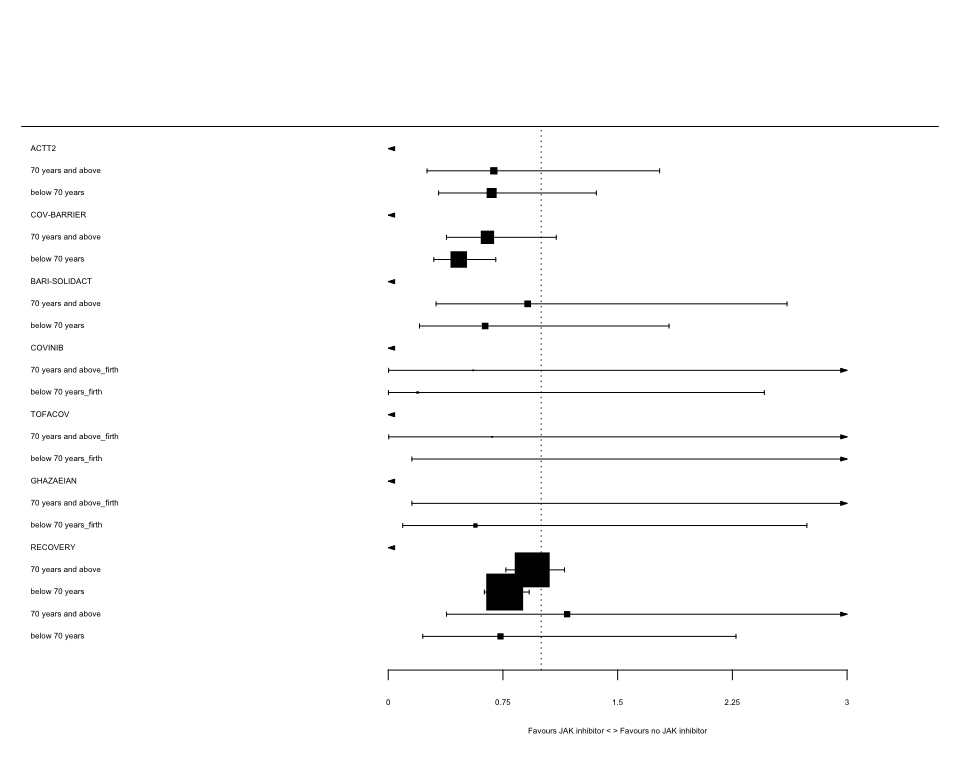 ACTT2
70 years and above
below 70 years
COV-BARRIER
70 years and above
below 70 years
BARI-SOLIDACT
70 years and above
below 70 years
COVINIB
70 years and above_firth
below 70 years_firth
TOFACOV
70 years and above_firth
below 70 years_firth
GHAZAEIAN
70 years and above_firth
below 70 years_firth
RECOVERY
70 years and above
below 70 years
70 years and above
below 70 years
0 0.75 1.5 2.25 3
Favours JAK inhibitor < > Favours no JAK inhibitor